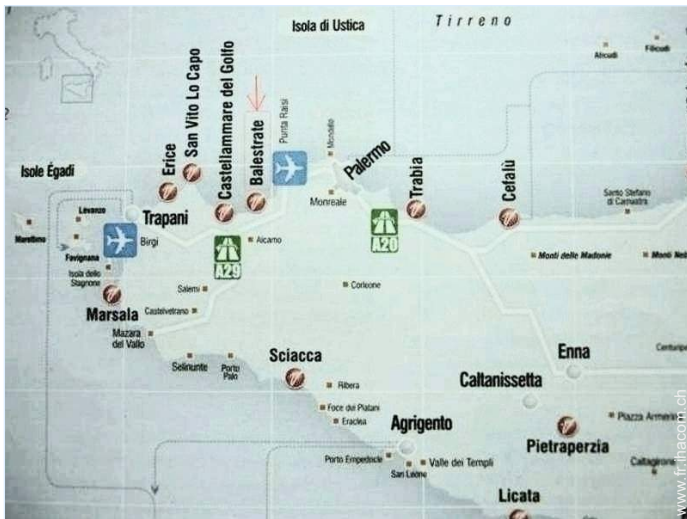 Isola di Ustica
Tirreno
Alicudi
Filicudi
San Vito Lo Capo
Castellammare del Golfo
Erice
Balestrate
Punta Raisi
Mondello
Palermo
Isole Égadi
Trabia
Cefalù
Santo Stefano
di Camastra
Levanzo
Trapani
Monreale
Marettimo
Birgi
Alcamo
A20
Favignana
A29
Monti delle Madonie
Monti Neb
Isola dello
Stagnone
Salemi
Corleone
Marsala
Castelvetrano
Mazara
del Vallo
Selinunte
Porto
Palo
Sciacca
Enna
Centuripe
Ribera
Caltanissetta
Foce dei Platani
Eraclea
Agrigento
Piazza Armerin
Pietraperzia
Porto Empedocle
Valle dei Templi
San Leone
Caltagirone
Licata
www.fr.ihacom.ch